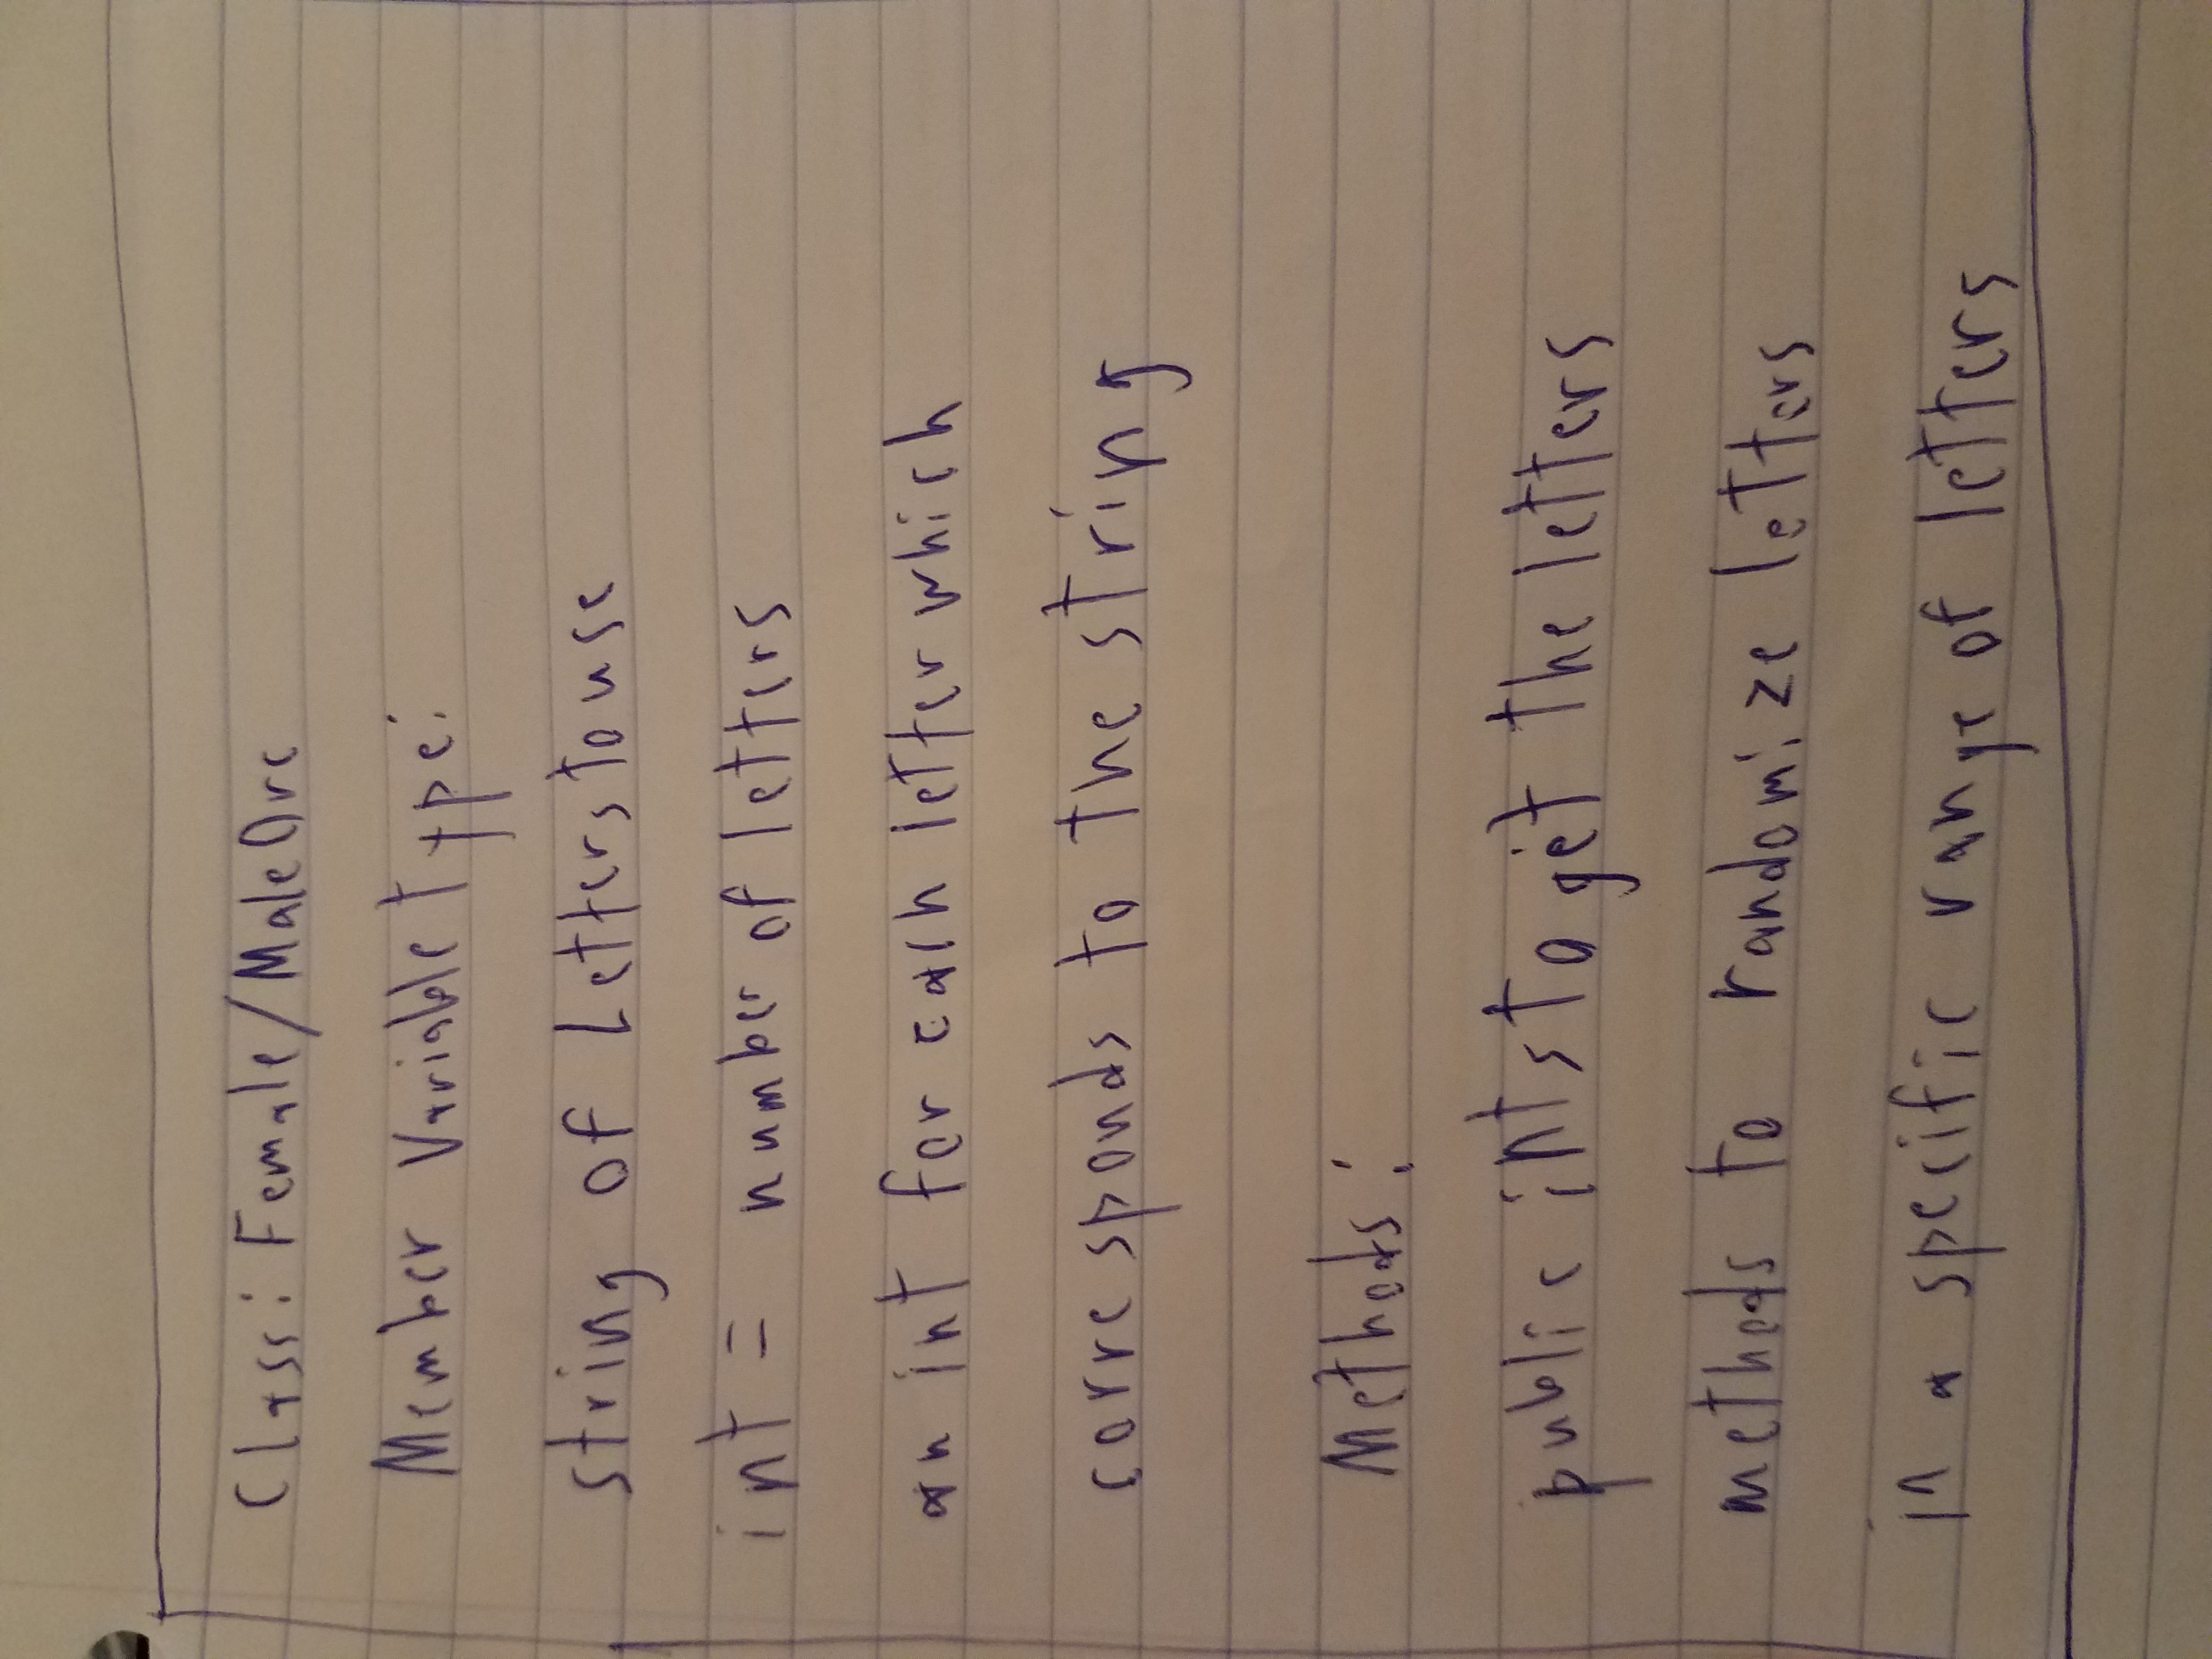 Class: Female/MaleOrc
Member Variable type:
string of Letters to use
int = number of letters
an int for each letter which
corresponds to the string
Methods:
public ints to get the letters
methods to randomize letters
in a specific range of letters